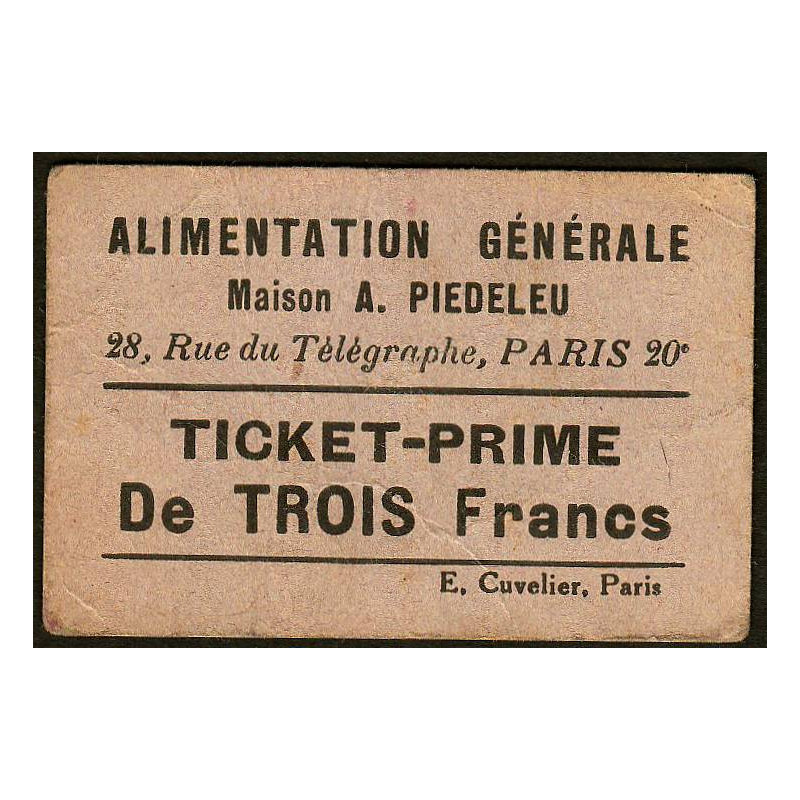 ALIMENTATION GÉNÉRALE
Maison A. PIEDELEU
28, Rue du Télégraphe, PARIS 20e
TICKET-PRIME
De TROIS Francs
E. Cuvelier, Paris